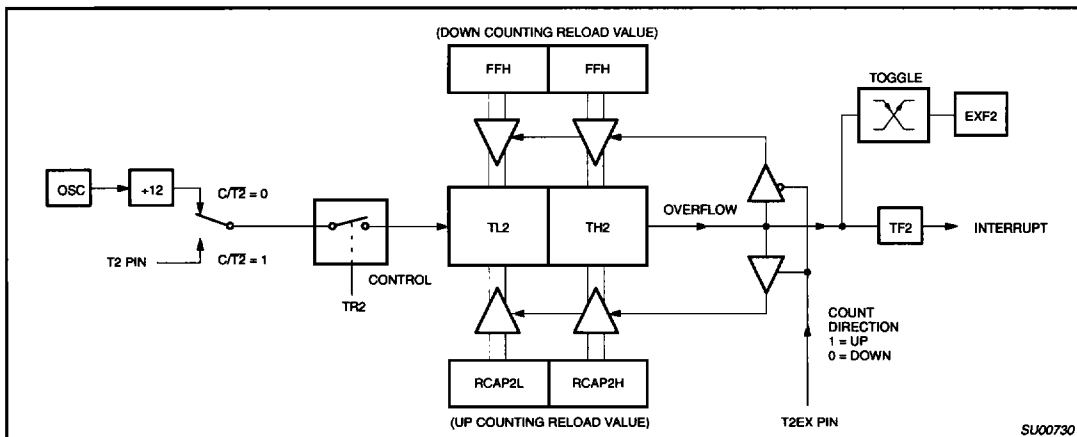 (DOWN COUNTING RELOAD VALUE)
FFH
FFH
TOGGLE
EXF2
OSC
÷12
C/T2 = 0
TL2
TH2
OVERFLOW
TF2
INTERRUPT
T2 PIN
C/T2 = 1
CONTROL
TR2
COUNT
DIRECTION
1 = UP
0 = DOWN
RCAP2L
RCAP2H
(UP COUNTING RELOAD VALUE)
T2EX PIN
SU00730